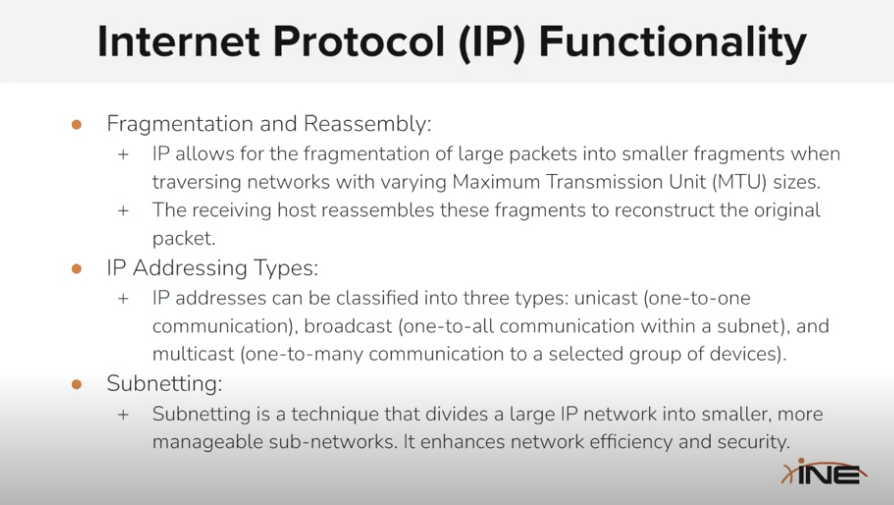 Internet Protocol (IP) Functionality
● Fragmentation and Reassembly:
+ IP allows for the fragmentation of large packets into smaller fragments when
traversing networks with varying Maximum Transmission Unit (MTU) sizes.
+ The receiving host reassembles these fragments to reconstruct the original
packet.
● IP Addressing Types:
+ IP addresses can be classified into three types: unicast (one-to-one
communication), broadcast (one-to-all communication within a subnet), and
multicast (one-to-many communication to a selected group of devices).
● Subnetting:
+ Subnetting is a technique that divides a large IP network into smaller, more
manageable sub-networks. It enhances network efficiency and security.
INE